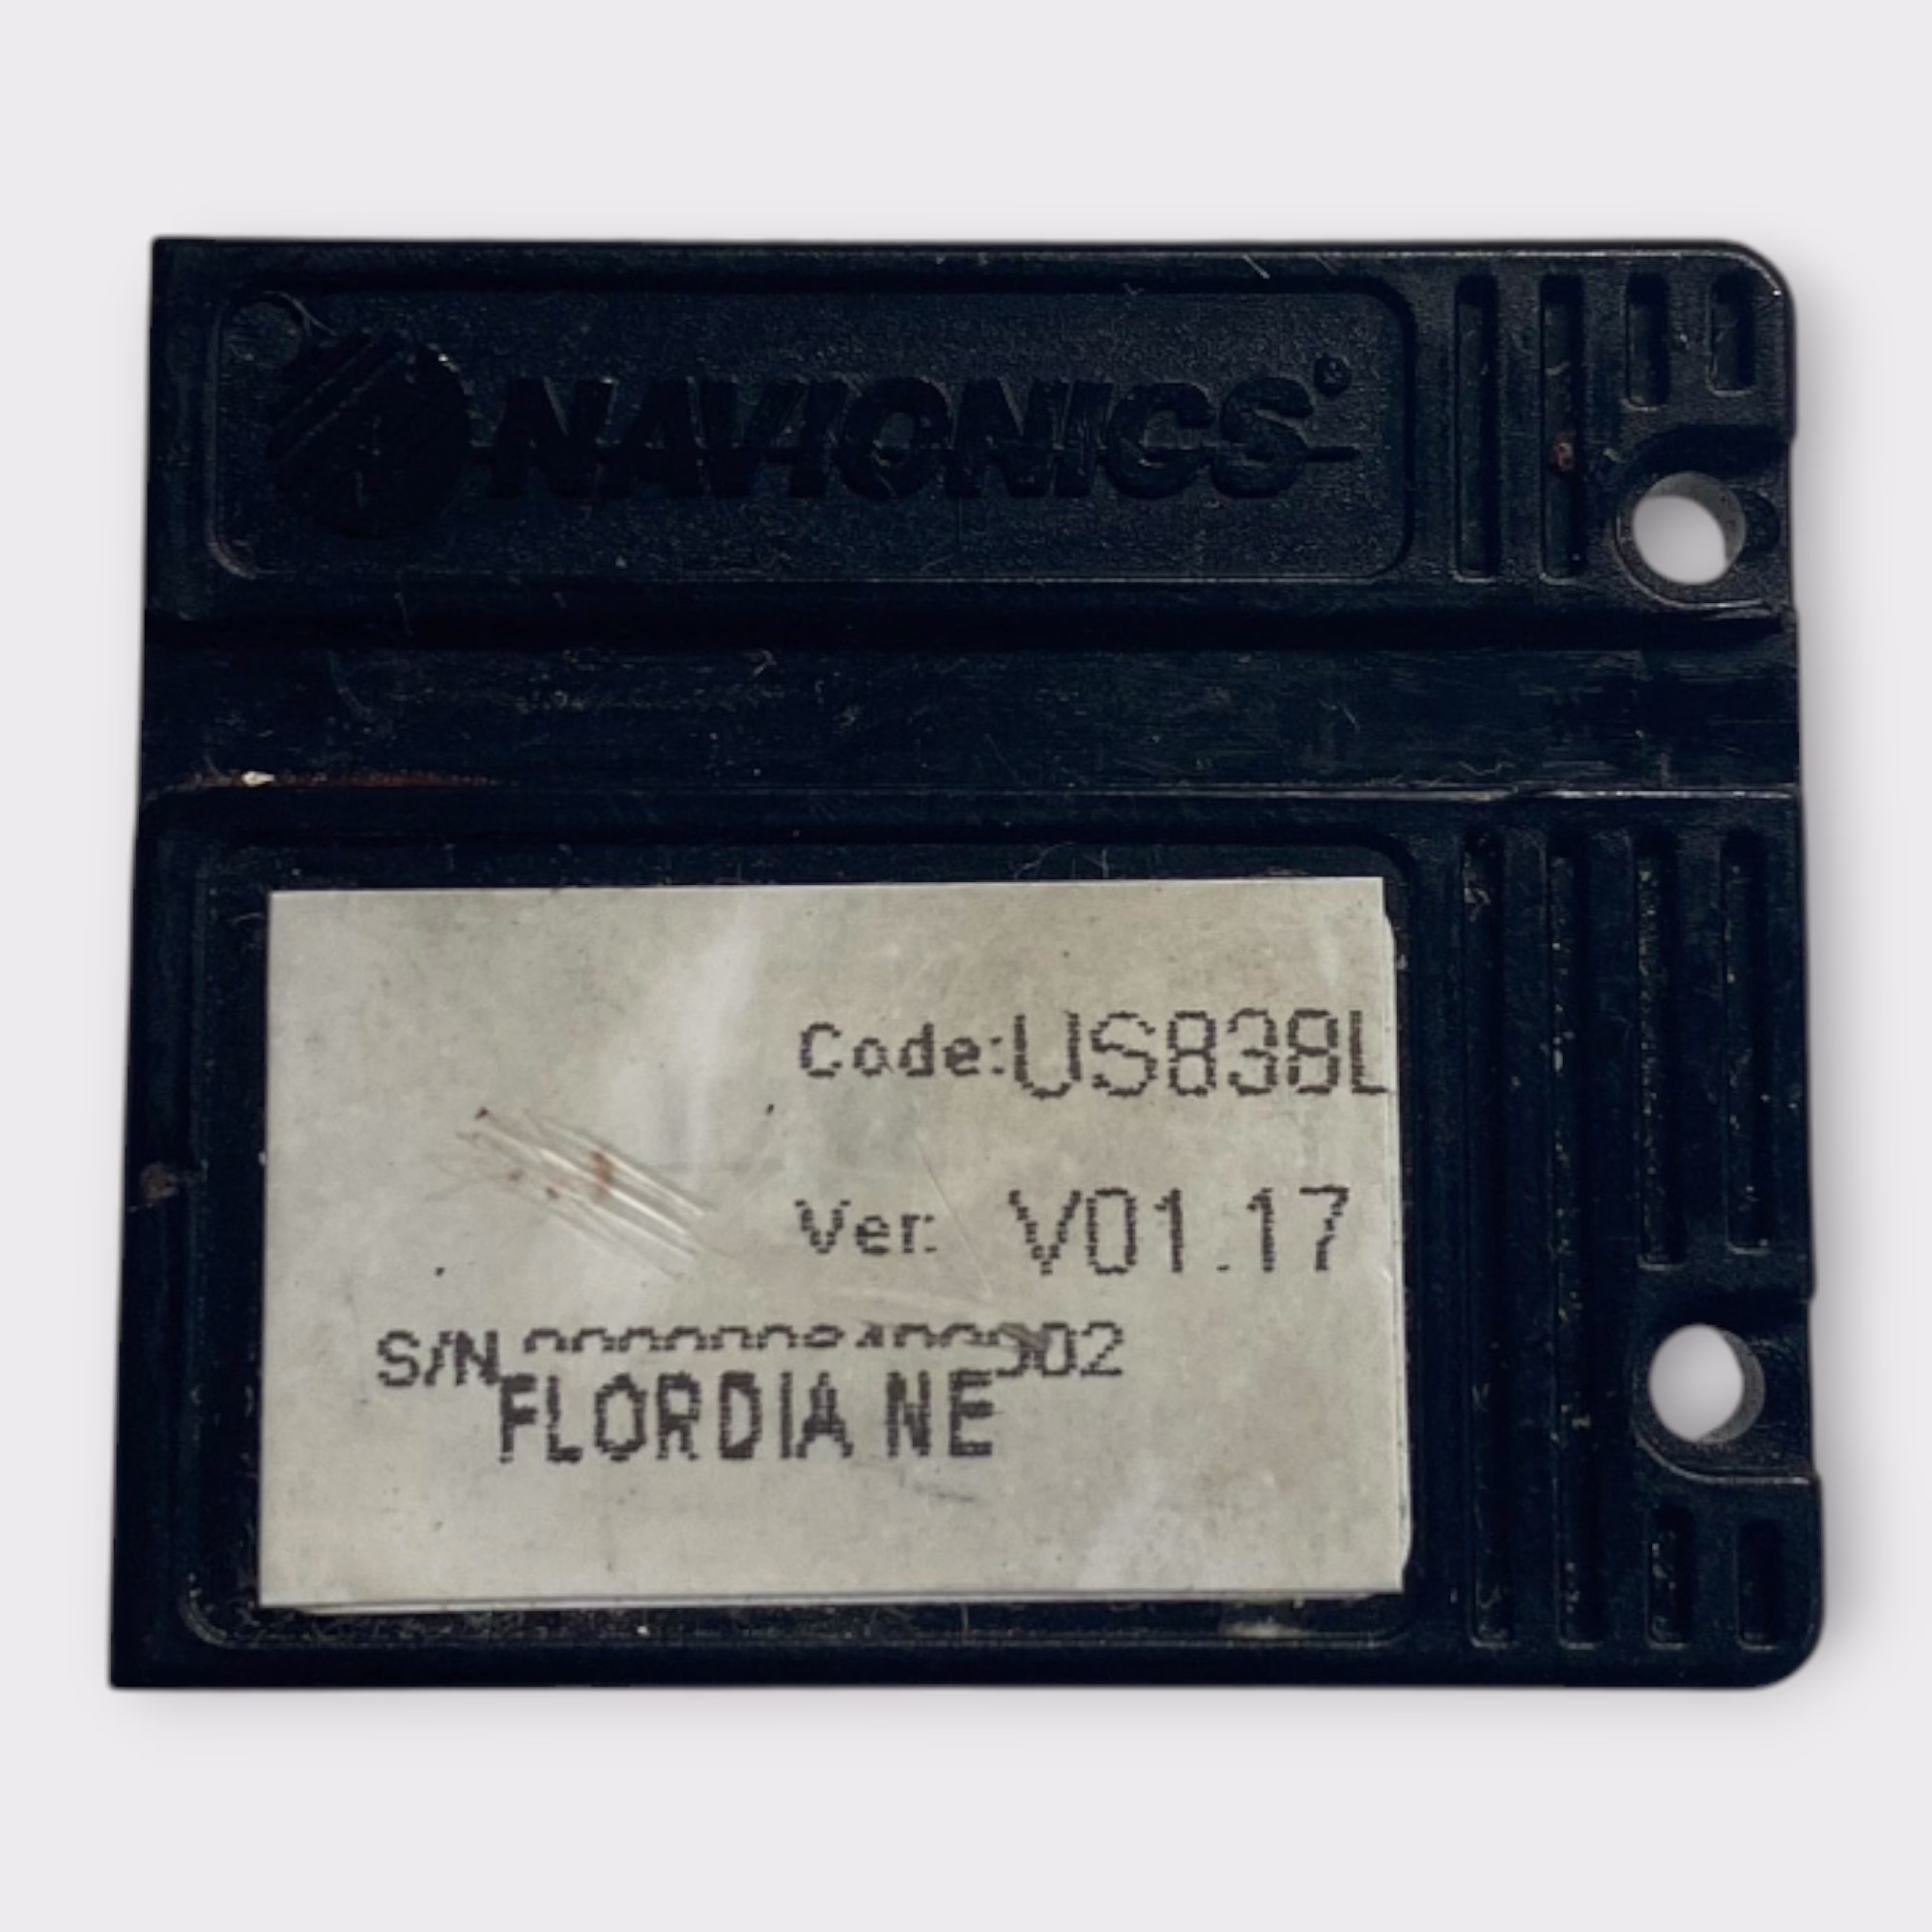 NAVIONICS®
Code:US838L
Ver: V01.17
S/N
FLORDIA NE